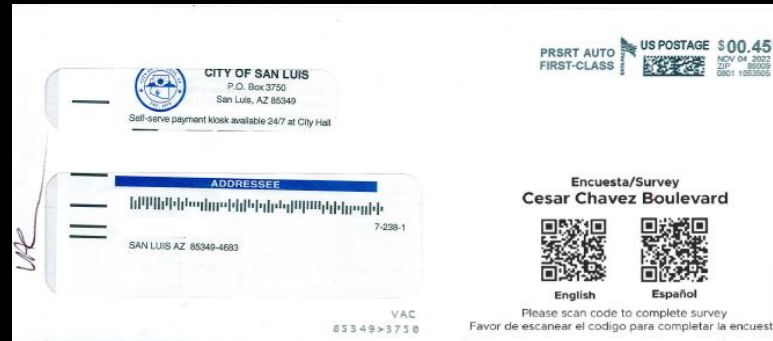 CITY OF SAN LUIS
P.O. Box 3750
San Luis, AZ 85349
Self-serve payment kiosk available 24/7 at City Hall
PRSRT AUTO
FIRST-CLASS
US POSTAGE $00.45
NOV 04 2022
ZIP 85009
ADDRESSEE
7-238-1
SAN LUIS AZ 85349-4683
VAC
VAC
85349>3750
Encuesta/Survey
Cesar Chavez Boulevard
English
Español
Please scan code to complete survey
Favor de escanear el codigo para completar la encuest